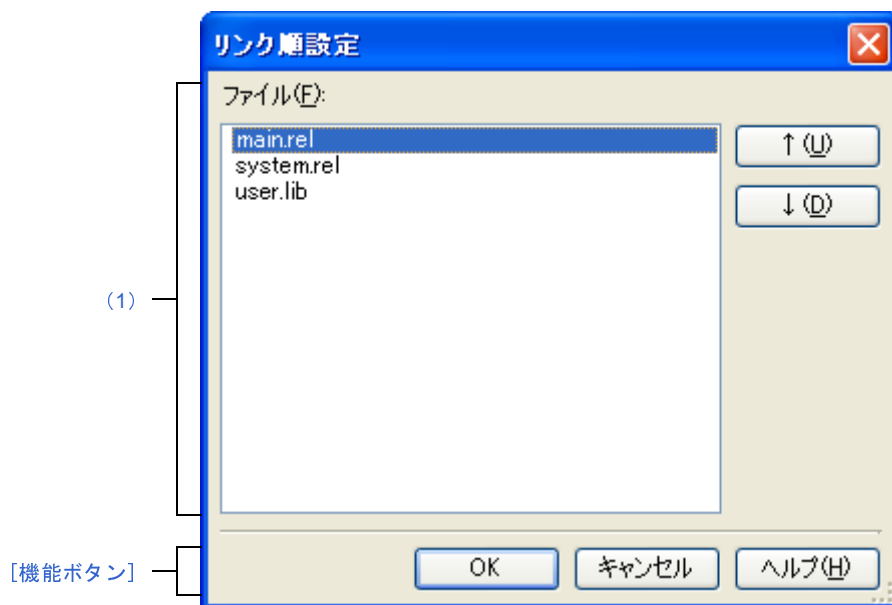 リンク順設定
ファイル(F):
main.rel
system.rel
user.lib
↑(U)
↓(D)
(1)
[機能ボタン]
OK
キャンセル
ヘルプ(H)